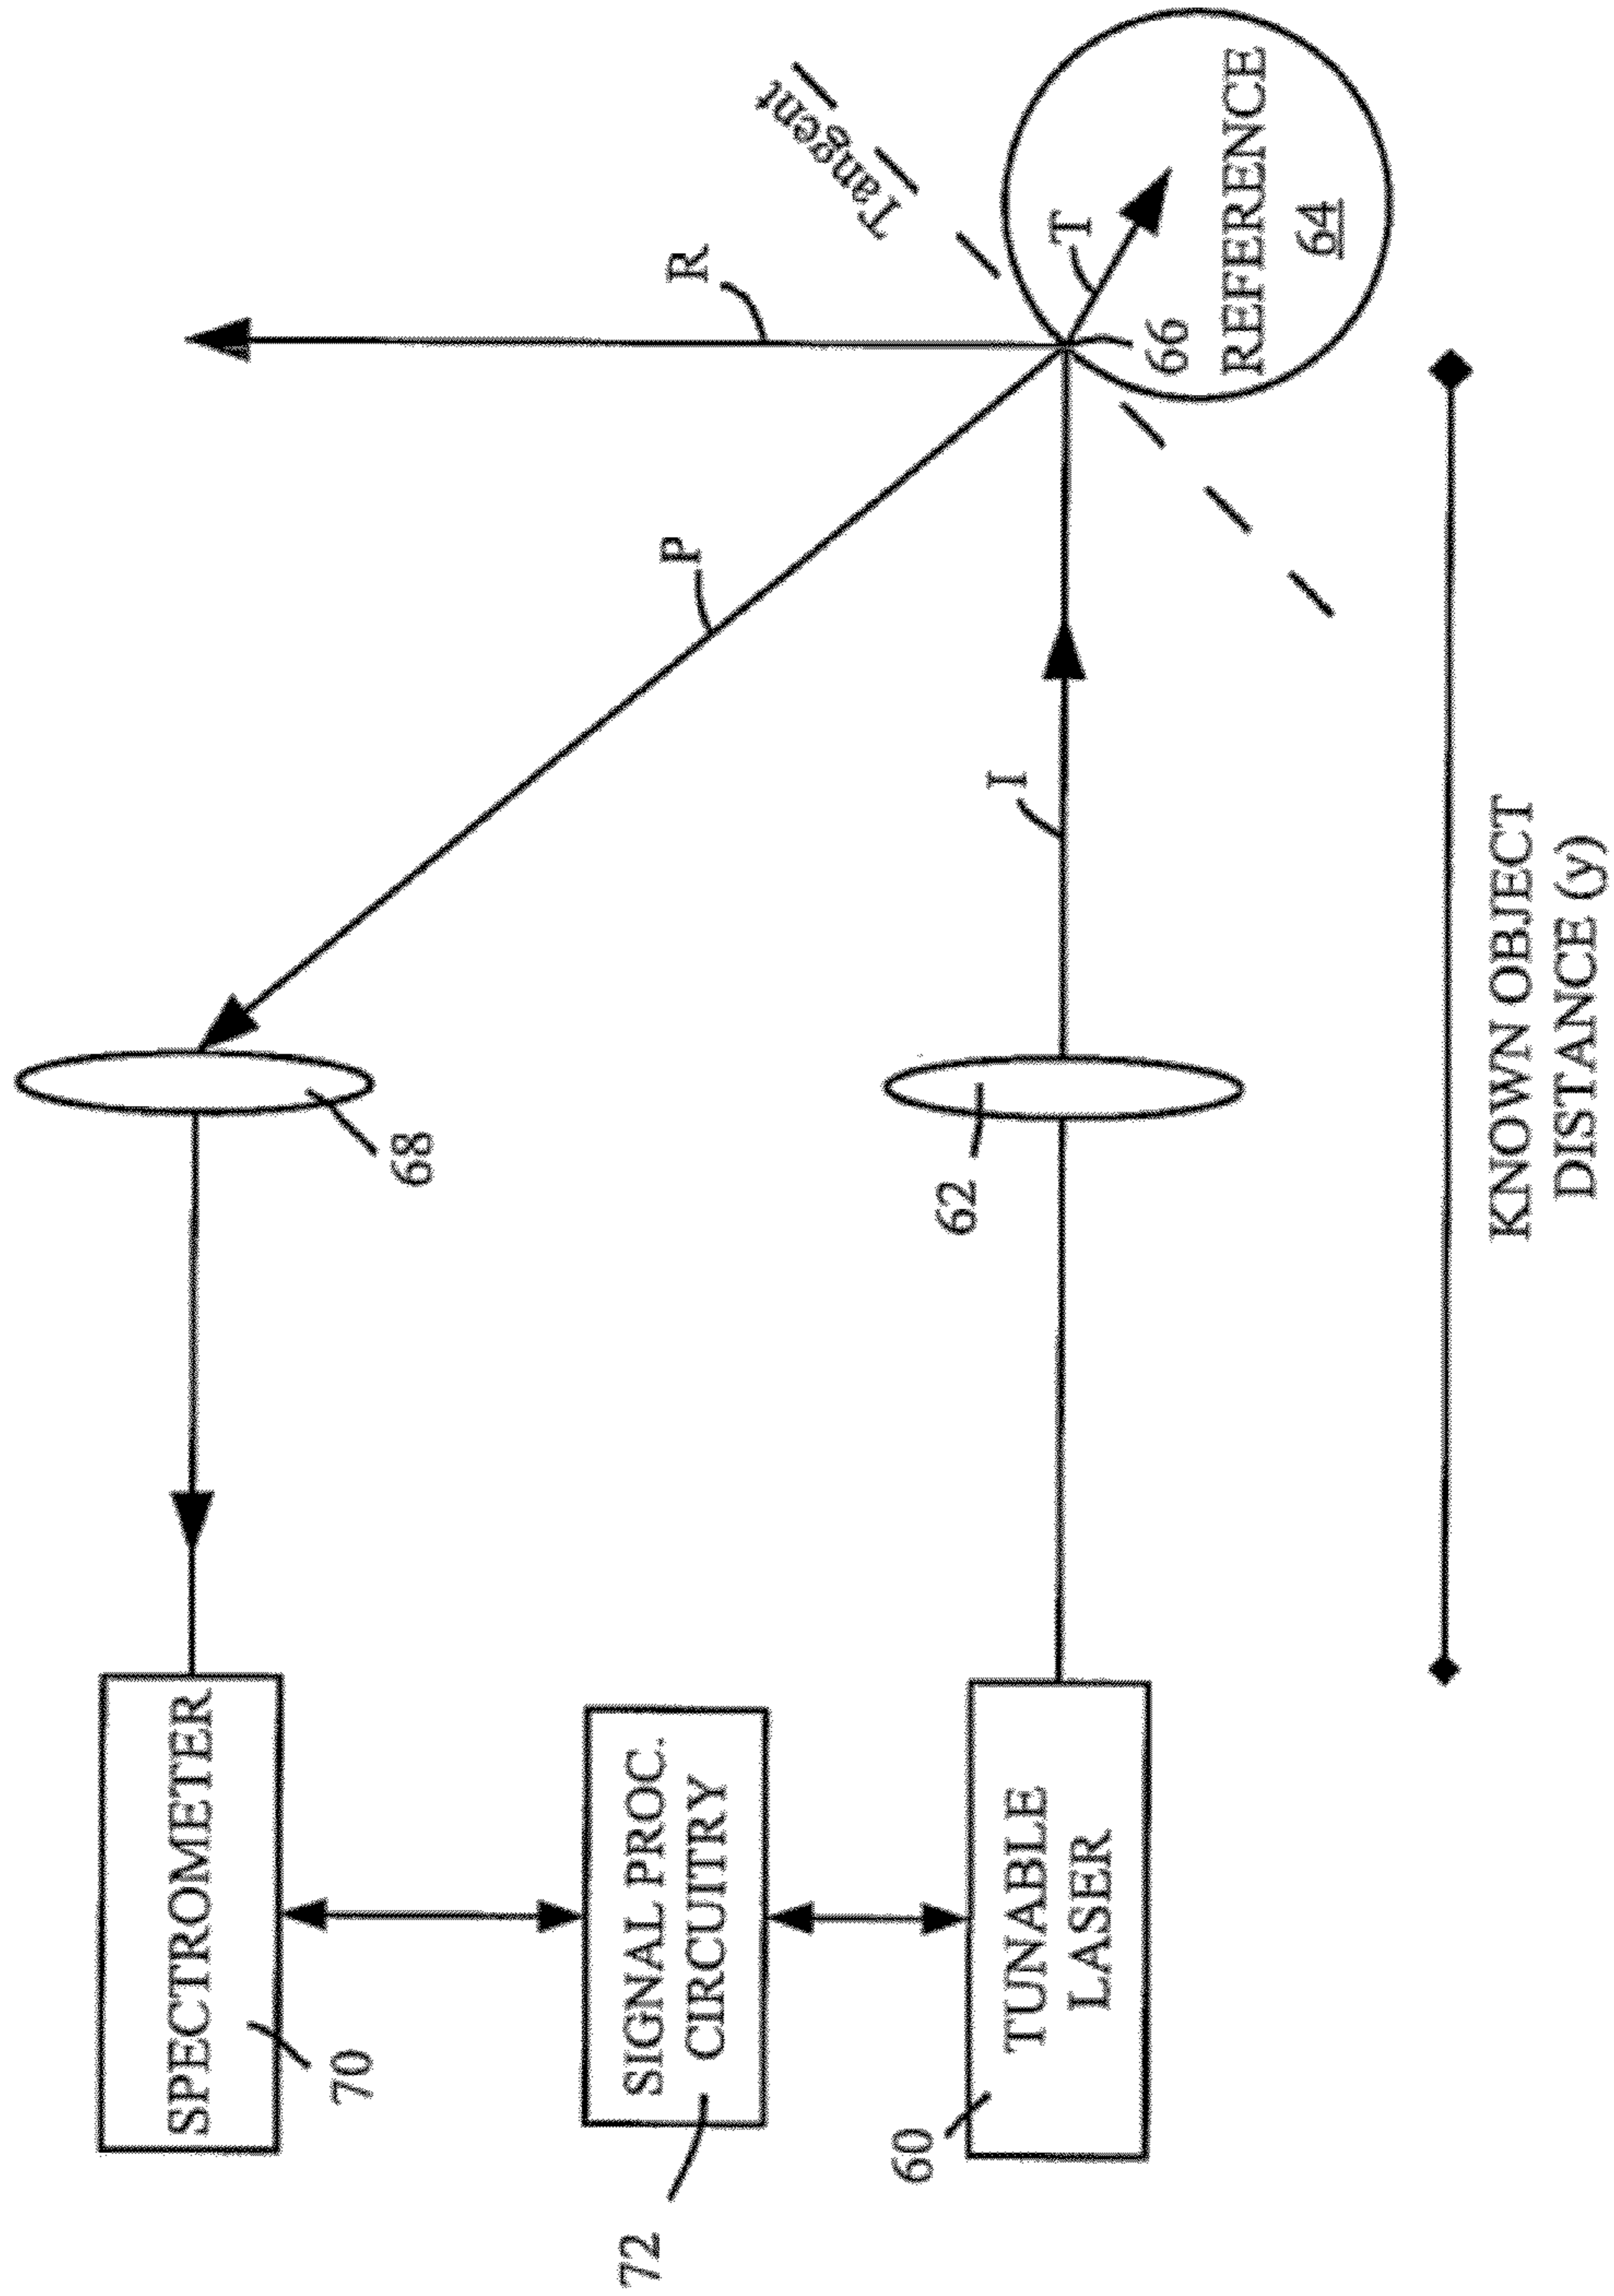 SPECTROMETER
70
68
P
R
Tangent
SIGNAL PROC.
CIRCUITRY
72
62
I
T
66
REFERENCE
64
TUNABLE
LASER
60
KNOWN OBJECT
DISTANCE (y)